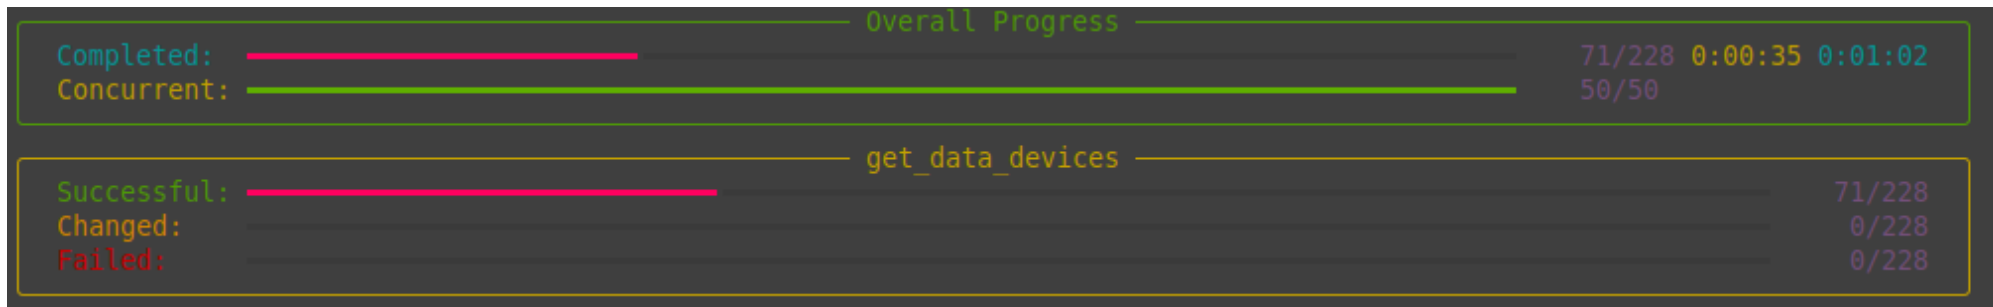 Overall Progress
Completed: 71/228 0:00:35 0:01:02
Concurrent: 50/50
get_data_devices
Successful: 71/228
Changed: 0/228
Failed: 0/228